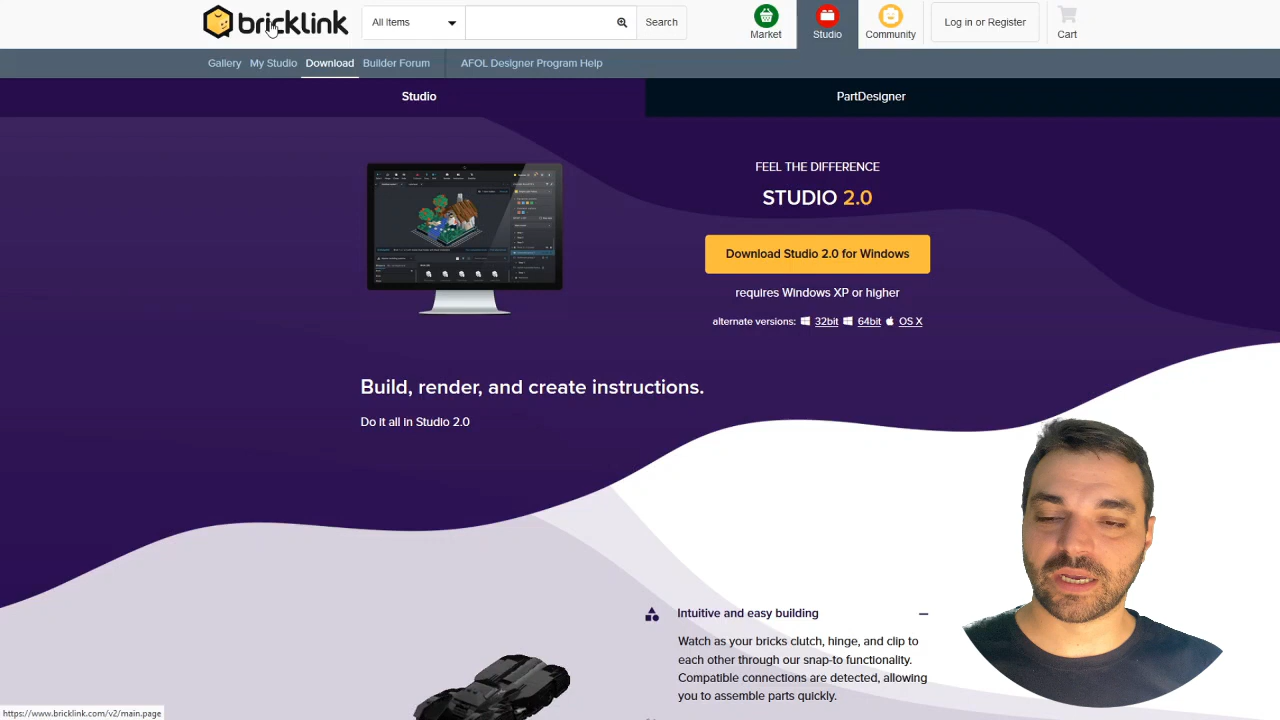 bricklink
All Items
Search
Market
Studio
Community
Log in or Register
Cart
Gallery
My Studio
Download
Builder Forum
AFOL Designer Program Help
Studio
PartDesigner
FEEL THE DIFFERENCE
STUDIO 2.0
Download Studio 2.0 for Windows
requires Windows XP or higher
alternate versions: 32bit 64bit OS X
Build, render, and create instructions.
Do it all in Studio 2.0
Intuitive and easy building
Watch as your bricks clutch, hinge, and clip to
each other through our snap-to functionality.
Compatible connections are detected, allowing
you to assemble parts quickly.
https://www.bricklink.com/v2/main.page